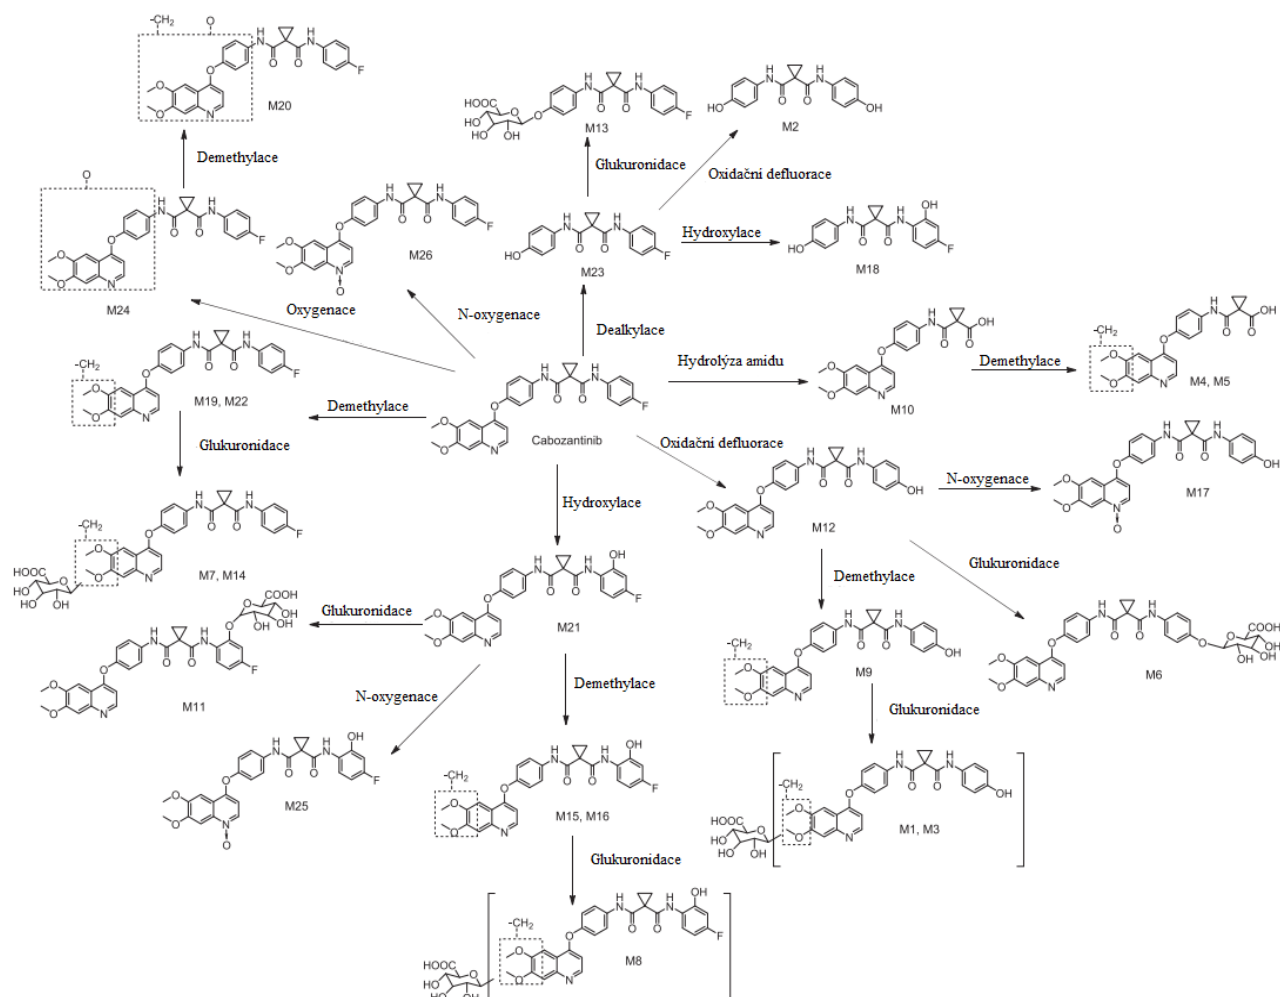 M20
Demethylace
M24
Oxygenace
M26
N-oxygenace
M13
Glukuronidace
M2
Oxidační defluorace
M23
Hydroxylace
M18
Dealkylace
M19, M22
Glukuronidace
Demethylace
Cabozantinib
Hydrolýza amidu
M10
Demethylace
M4, M5
Oxidační defluorace
M12
N-oxygenace
M17
Hydroxylace
M7, M14
Glukuronidace
M21
Demethylace
M9
Glukuronidace
M6
M11
N-oxygenace
M25
Demethylace
M15, M16
Glukuronidace
M1, M3
Glukuronidace
M8